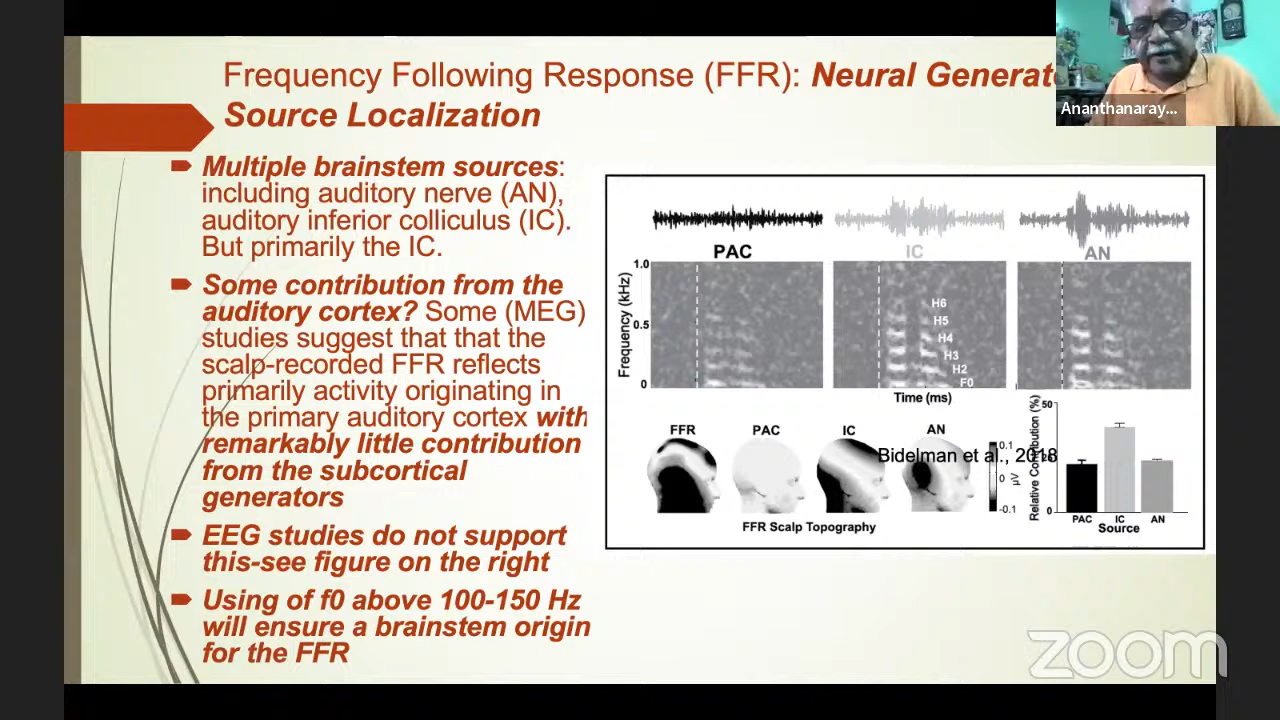 Frequency Following Response (FFR): Neural Generat
Source Localization
Ananthanaray...
Multiple brainstem sources:
including auditory nerve (AN),
auditory inferior colliculus (IC).
But primarily the IC.
Some contribution from the
auditory cortex? Some (MEG)
studies suggest that that the
scalp-recorded FFR reflects
primarily activity originating in
the primary auditory cortex with
remarkably little contribution
from the subcortical
generators
EEG studies do not support
this-see figure on the right
Using of f0 above 100-150 Hz
will ensure a brainstem origin
for the FFR
PAC
IC
AN
Frequency (kHz)
1.0
0.5
0
H6
H5
H4
H3
H2
F0
Time (ms)
FFR
PAC
IC
AN
0.1
0
-0.1
µV
Bidelman et al., 2018
FFR Scalp Topography
Relative Contribution (%)
50
25
0
PAC
IC
AN
Source
zoom